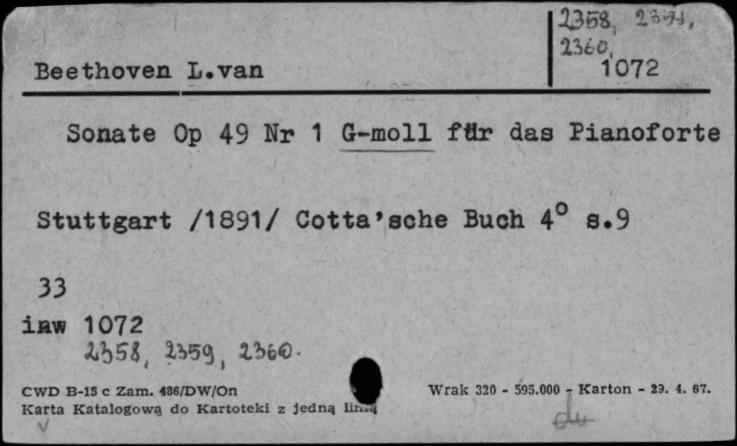 2358, 2359,
2360,
Beethoven L.van
1072
Sonate Op 49 Nr 1 G-moll für das Pianoforte
Stuttgart /1891/ Cotta'sche Buch 4° s.9
33
inw 1072
2358, 2359, 2360.
CWD B-15 c Zam. 486/DW/On
Wrak 320 - 595.000 - Karton - 29. 4. 67.
Karta Katalogowa do Kartoteki z jedną linią